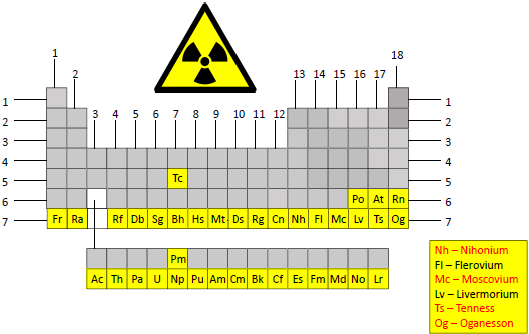 18
1
2
13 14 15 16 17
1 1
3 4 5 6 7 8 9 10 11 12
2 2
3 3
4 4
5 Tc 5
6 Po At Rn 6
7 Fr Ra Rf Db Sg Bh Hs Mt Ds Rg Cn Nh Fl Mc Lv Ts Og 7
Pm
Ac Th Pa U Np Pu Am Cm Bk Cf Es Fm Md No Lr
Nh – Nihonium
Fl – Flerovium
Mc – Moscovium
Lv – Livermorium
Ts – Tenness
Og – Oganesson